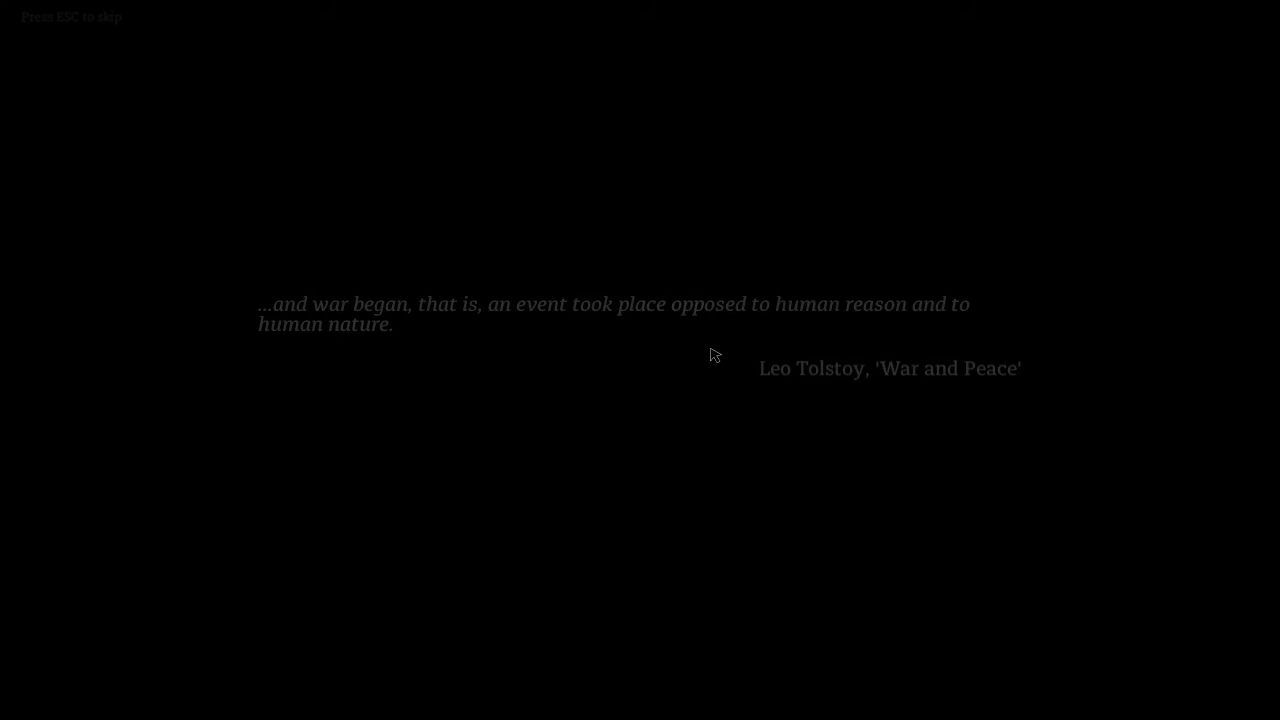 Press ESC to skip
...and war began, that is, an event took place opposed to human reason and to
human nature.
Leo Tolstoy, 'War and Peace'